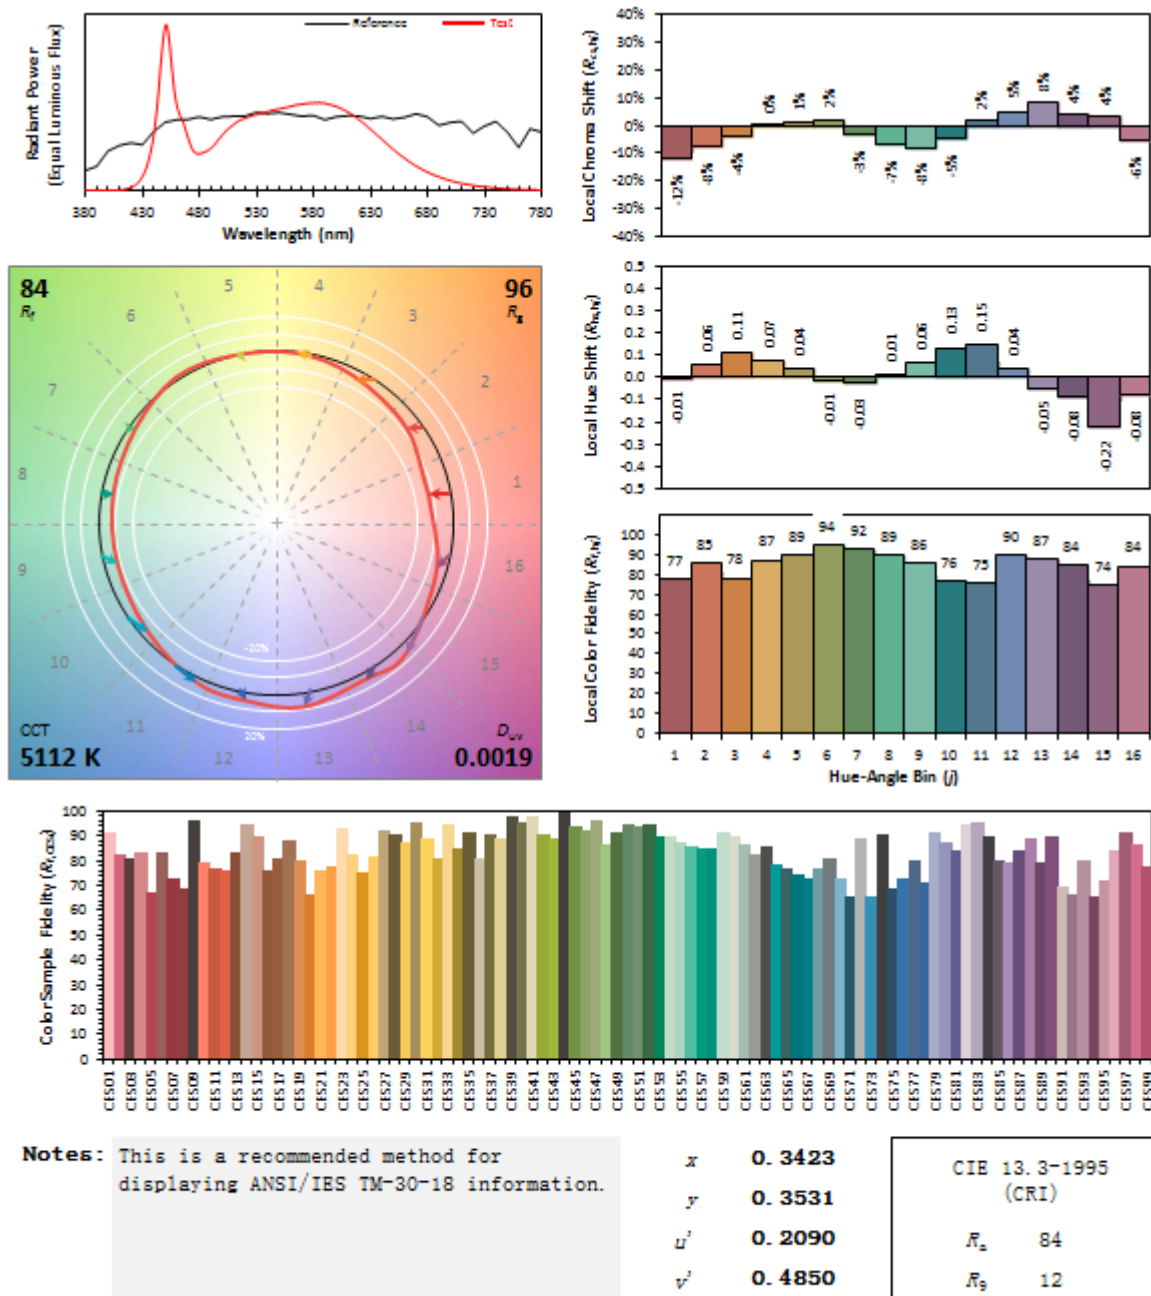 Reference
Test
Radiant Power
(Equal Luminous Flux)
380 430 480 530 580 630 680 730 780
Wavelength (nm)
Local Chroma Shift (Rcs,hj)
40%
30%
20%
10%
0%
-10%
-20%
-30%
-40%
-12% -8% -4% 0% 1% 2% -3% -7% -8% -5% 2% 5% 8% 4% 4% -6%
84
Rf
96
Rg
1
2
3
4
5
6
7
8
9
10
11
12
13
14
15
16
-20%
20%
CCT
5112 K
Duv
0.0019
Local Hue Shift (Rhs,hj)
0.5
0.4
0.3
0.2
0.1
0.0
-0.1
-0.2
-0.3
-0.4
-0.5
-0.01 0.06 0.11 0.07 0.04 -0.01 -0.03 0.01 0.06 0.13 0.15 0.04 -0.05 -0.08 -0.22 -0.08
Local Color Fidelity (Rf,hj)
100
90
80
70
60
50
40
30
20
10
0
77 85 78 87 89 94 92 89 86 76 75 90 87 84 74 84
1 2 3 4 5 6 7 8 9 10 11 12 13 14 15 16
Hue-Angle Bin (j)
Color Sample Fidelity (Rf,CESi)
100
90
80
70
60
50
40
30
20
10
0
CES01 CES03 CES05 CES07 CES09 CES11 CES13 CES15 CES17 CES19 CES21 CES23 CES25 CES27 CES29 CES31 CES33 CES35 CES37 CES39 CES41 CES43 CES45 CES47 CES49 CES51 CES53 CES55 CES57 CES59 CES61 CES63 CES65 CES67 CES69 CES71 CES73 CES75 CES77 CES79 CES81 CES83 CES85 CES87 CES89 CES91 CES93 CES95 CES97 CES99
Notes: This is a recommended method for
displaying ANSI/IES TM-30-18 information.
x 0.3423
y 0.3531
u' 0.2090
v' 0.4850
CIE 13.3-1995
(CRI)
Ra 84
R9 12